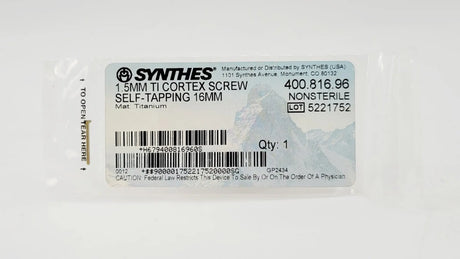 SYNTHES®
Manufactured or Distributed by SYNTHES (USA)
1101 Synthes Avenue, Monument, CO 80132
1.5MM TI CORTEX SCREW
SELF-TAPPING 16MM
Mat. Titanium
400.816.96
NONSTERILE
LOT 5221752
Qty: 1
*H679400816960S
0012
*$$900001752217520000SG
GP2434
CAUTION: Federal Law Restricts This Device To Sale By Or On The Order Of A Physician.
TO OPEN TEAR HERE